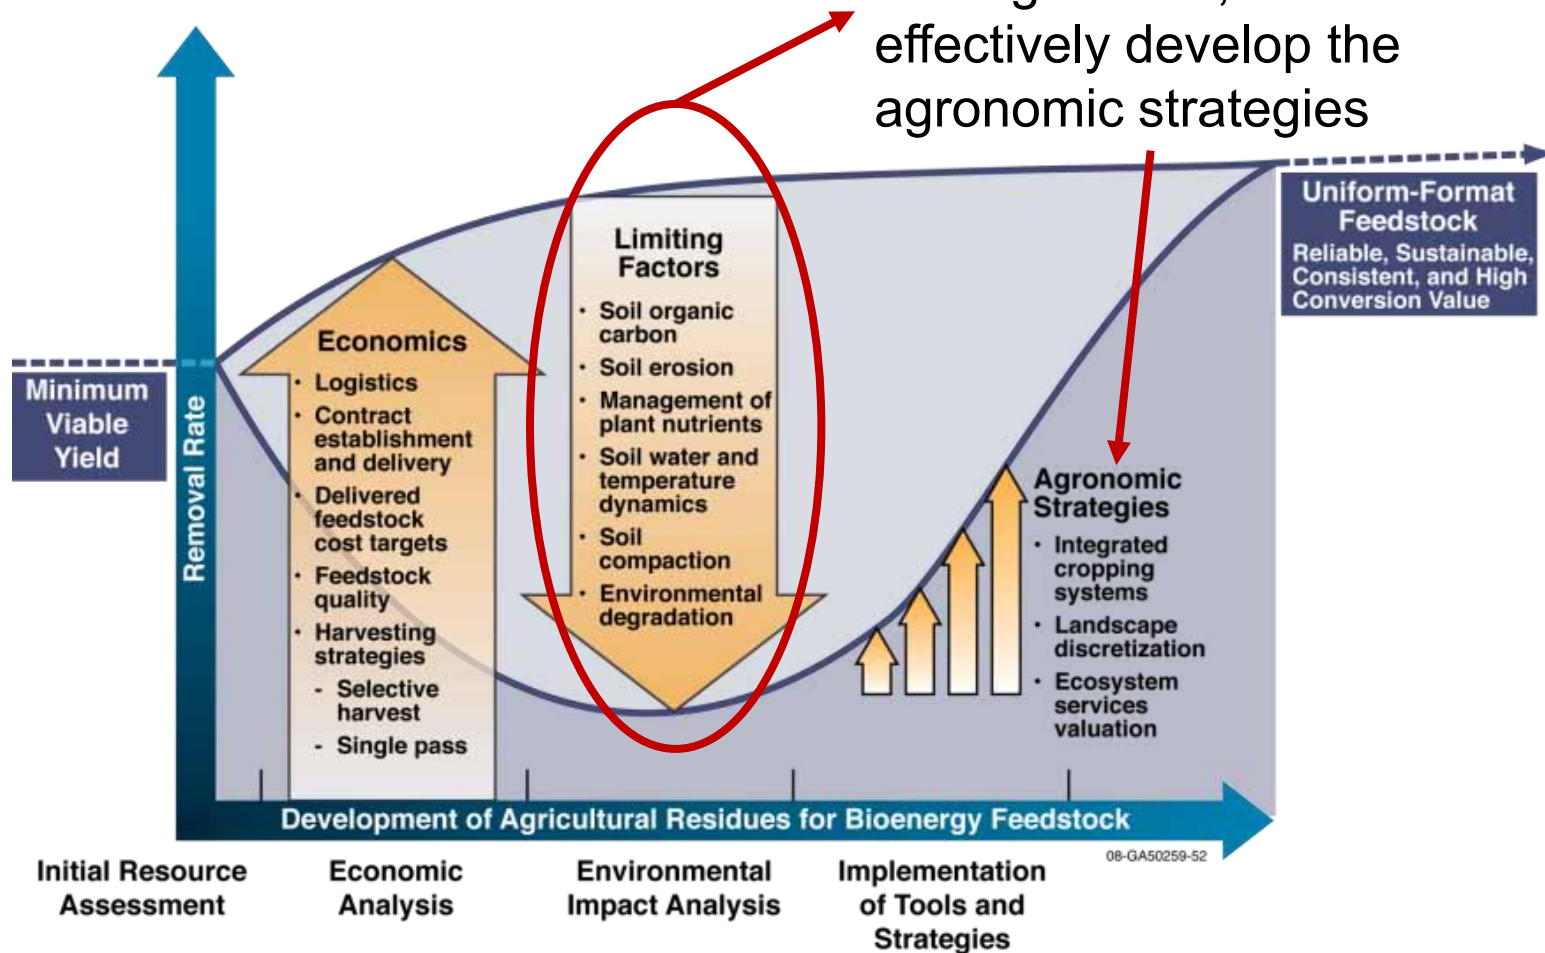 effectively develop the
agronomic strategies
Uniform-Format
Feedstock
Reliable, Sustainable,
Consistent, and High
Conversion Value
Minimum
Viable
Yield
Removal Rate
Economics
· Logistics
· Contract
establishment
and delivery
· Delivered
feedstock
cost targets
· Feedstock
quality
· Harvesting
strategies
- Selective
harvest
- Single pass
Limiting
Factors
· Soil organic
carbon
· Soil erosion
· Management of
plant nutrients
· Soil water and
temperature
dynamics
· Soil
compaction
· Environmental
degradation
Agronomic
Strategies
· Integrated
cropping
systems
· Landscape
discretization
· Ecosystem
services
valuation
Development of Agricultural Residues for Bioenergy Feedstock
08-GA50259-52
Initial Resource
Assessment
Economic
Analysis
Environmental
Impact Analysis
Implementation
of Tools and
Strategies